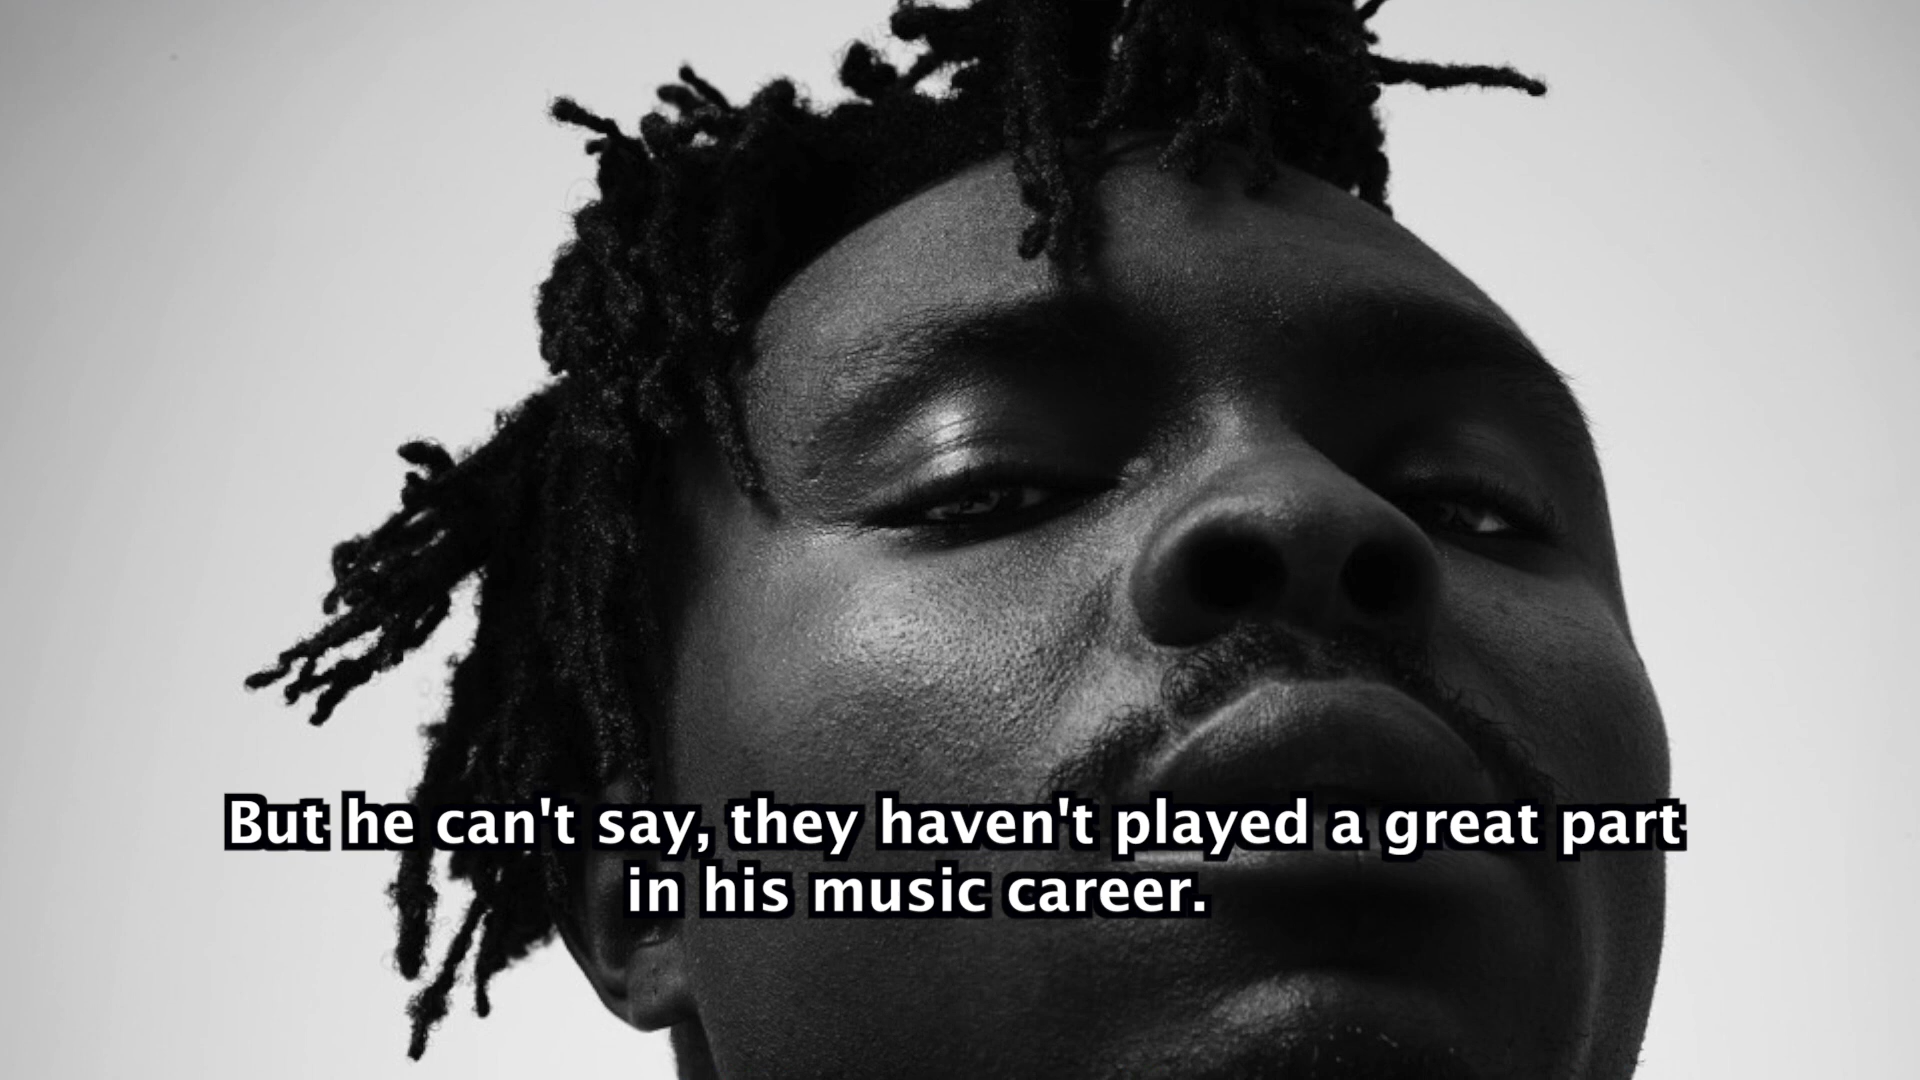 But he can't say, they haven't played a great part
in his music career.